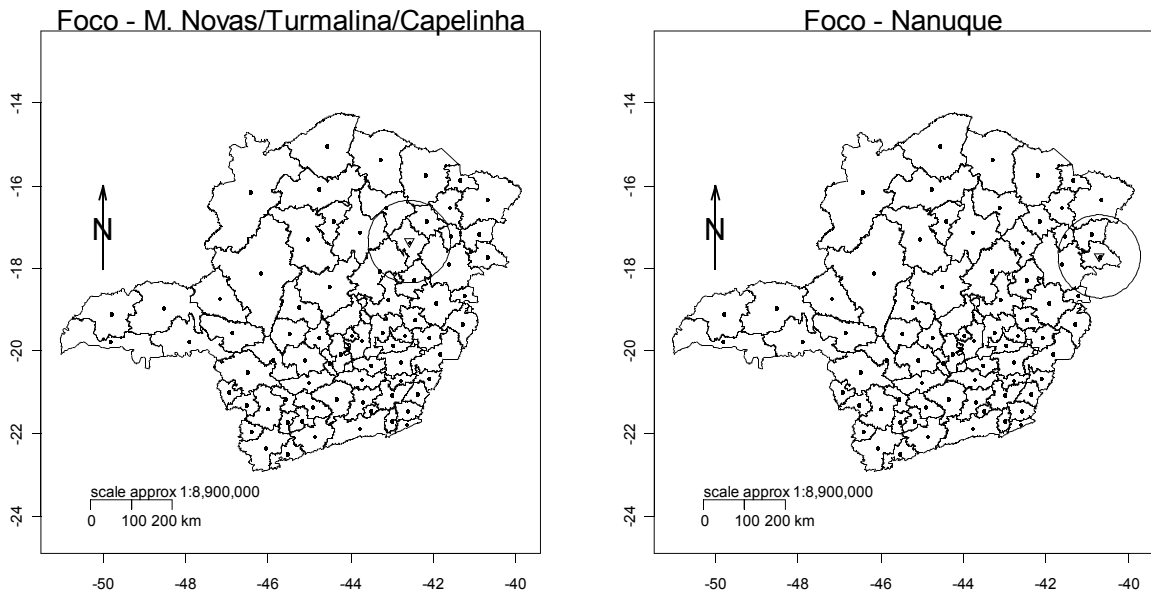 Foco - M. Novas/Turmalina/Capelinha
-14
-16
-18
-20
-22
-24
N
scale approx 1:8,900,000
0 100 200 km
-50 -48 -46 -44 -42 -40
Foco - Nanuque
-14
-16
-18
-20
-22
-24
N
scale approx 1:8,900,000
0 100 200 km
-50 -48 -46 -44 -42 -40